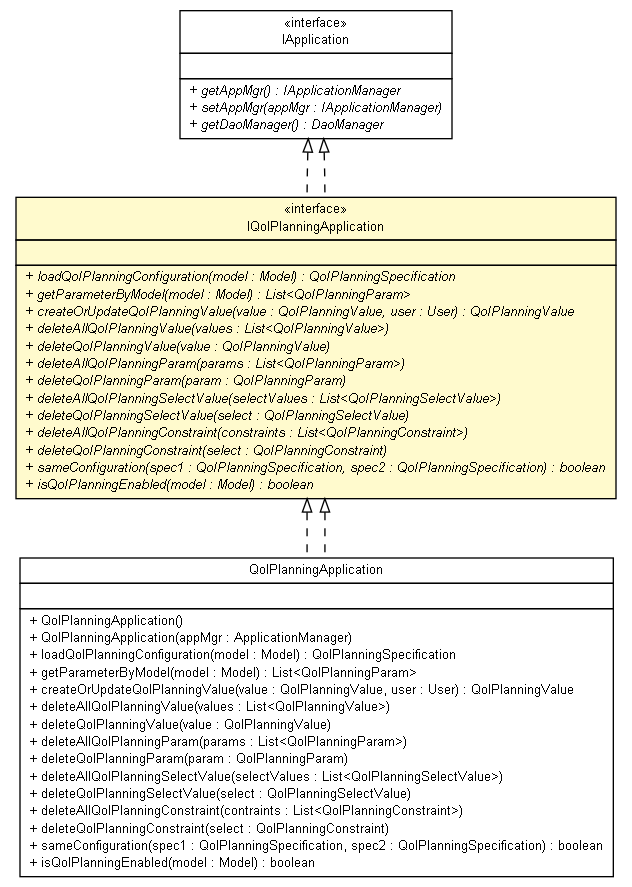 «interface»
IApplication
+ getAppMgr() : IApplicationManager
+ setAppMgr(appMgr : IApplicationManager)
+ getDaoManager() : DaoManager
«interface»
IQoIPlanningApplication
+ loadQoIPlanningConfiguration(model : Model) : QoIPlanningSpecification
+ getParameterByModel(model : Model) : List<QoIPlanningParam>
+ createOrUpdateQoIPlanningValue(value : QoIPlanningValue, user : User) : QoIPlanningValue
+ deleteAllQoIPlanningValue(values : List<QoIPlanningValue>)
+ deleteQoIPlanningValue(value : QoIPlanningValue)
+ deleteAllQoIPlanningParam(params : List<QoIPlanningParam>)
+ deleteQoIPlanningParam(param : QoIPlanningParam)
+ deleteAllQoIPlanningSelectValue(selectValues : List<QoIPlanningSelectValue>)
+ deleteQoIPlanningSelectValue(select : QoIPlanningSelectValue)
+ deleteAllQoIPlanningConstraint(constraints : List<QoIPlanningConstraint>)
+ deleteQoIPlanningConstraint(select : QoIPlanningConstraint)
+ sameConfiguration(spec1 : QoIPlanningSpecification, spec2 : QoIPlanningSpecification) : boolean
+ isQoIPlanningEnabled(model : Model) : boolean
QoIPlanningApplication
+ QoIPlanningApplication()
+ QoIPlanningApplication(appMgr : ApplicationManager)
+ loadQoIPlanningConfiguration(model : Model) : QoIPlanningSpecification
+ getParameterByModel(model : Model) : List<QoIPlanningParam>
+ createOrUpdateQoIPlanningValue(value : QoIPlanningValue, user : User) : QoIPlanningValue
+ deleteAllQoIPlanningValue(values : List<QoIPlanningValue>)
+ deleteQoIPlanningValue(value : QoIPlanningValue)
+ deleteAllQoIPlanningParam(params : List<QoIPlanningParam>)
+ deleteQoIPlanningParam(param : QoIPlanningParam)
+ deleteAllQoIPlanningSelectValue(selectValues : List<QoIPlanningSelectValue>)
+ deleteQoIPlanningSelectValue(select : QoIPlanningSelectValue)
+ deleteAllQoIPlanningConstraint(contraints : List<QoIPlanningConstraint>)
+ deleteQoIPlanningConstraint(select : QoIPlanningConstraint)
+ sameConfiguration(spec1 : QoIPlanningSpecification, spec2 : QoIPlanningSpecification) : boolean
+ isQoIPlanningEnabled(model : Model) : boolean